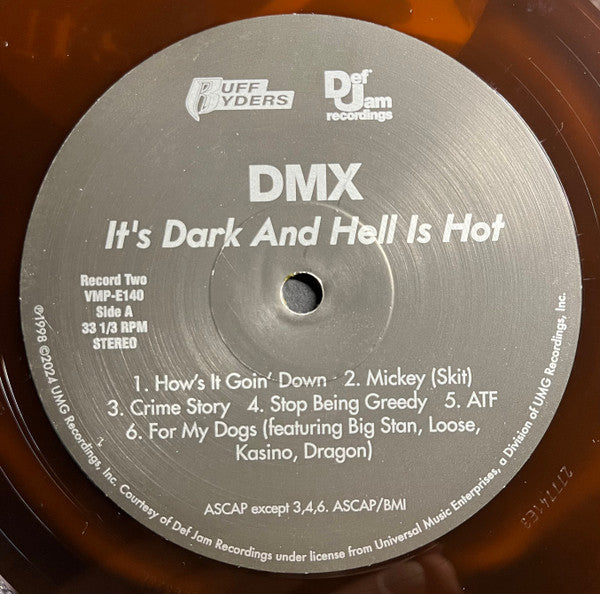 RUFF
RYDERS
Def
Jam
recordings
DMX
It's Dark And Hell Is Hot
Record Two
VMP-E140
Side A
33 1/3 RPM
STEREO
1. How's It Goin' Down 2. Mickey (Skit)
3. Crime Story 4. Stop Being Greedy 5. ATF
6. For My Dogs (featuring Big Stan, Loose,
Kasino, Dragon)
ASCAP except 3,4,6. ASCAP/BMI
℗1998 ©2024 UMG Recordings, Inc. Courtesy of Def Jam Recordings under license from Universal Music Enterprises, a Division of UMG Recordings, Inc.